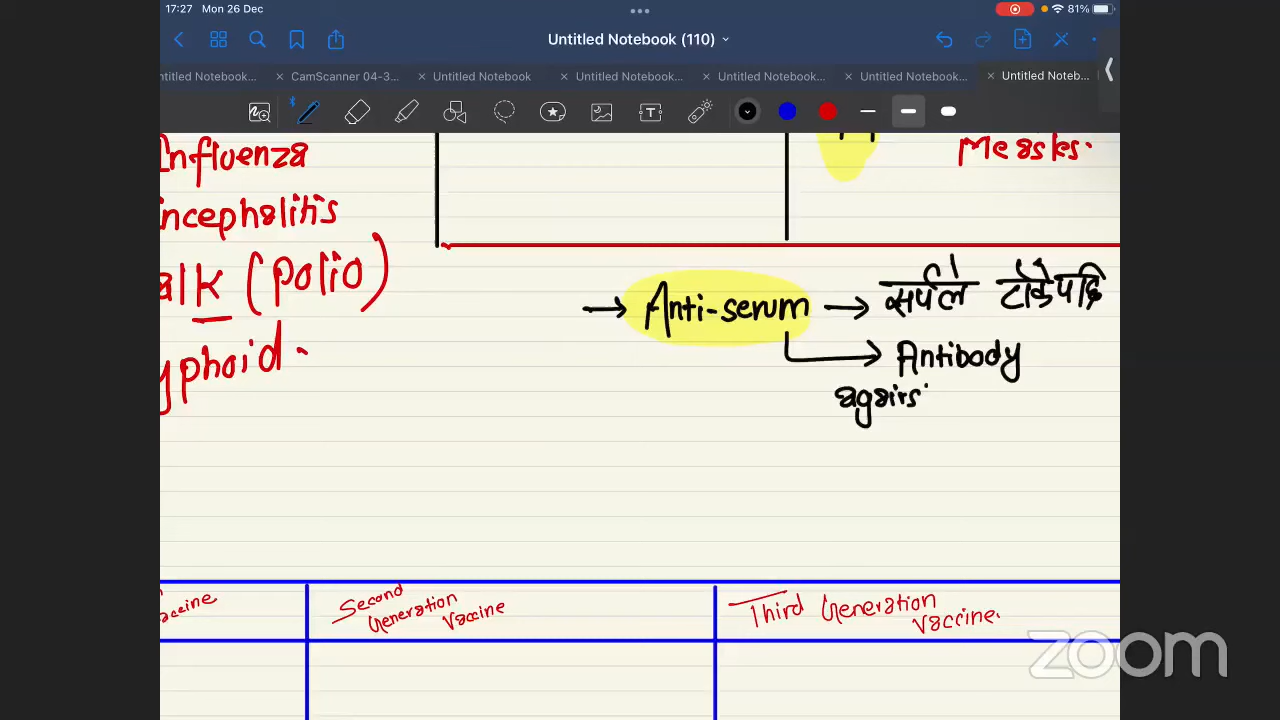 17:27 Mon 26 Dec
81%
Untitled Notebook (110)
ntitled Notebook...
CamScanner 04-3...
Untitled Notebook
Untitled Notebook...
Untitled Notebook...
Untitled Notebook...
Untitled Noteb...
Influenza
Measles.
ncephalitis
alk (Polio)
yphoid.
→ Anti-serum → सर्पले टोकेपछि
→ Antibody
agains
accine
Second Generation Vaccine
Third Generation Vaccine.
zoom